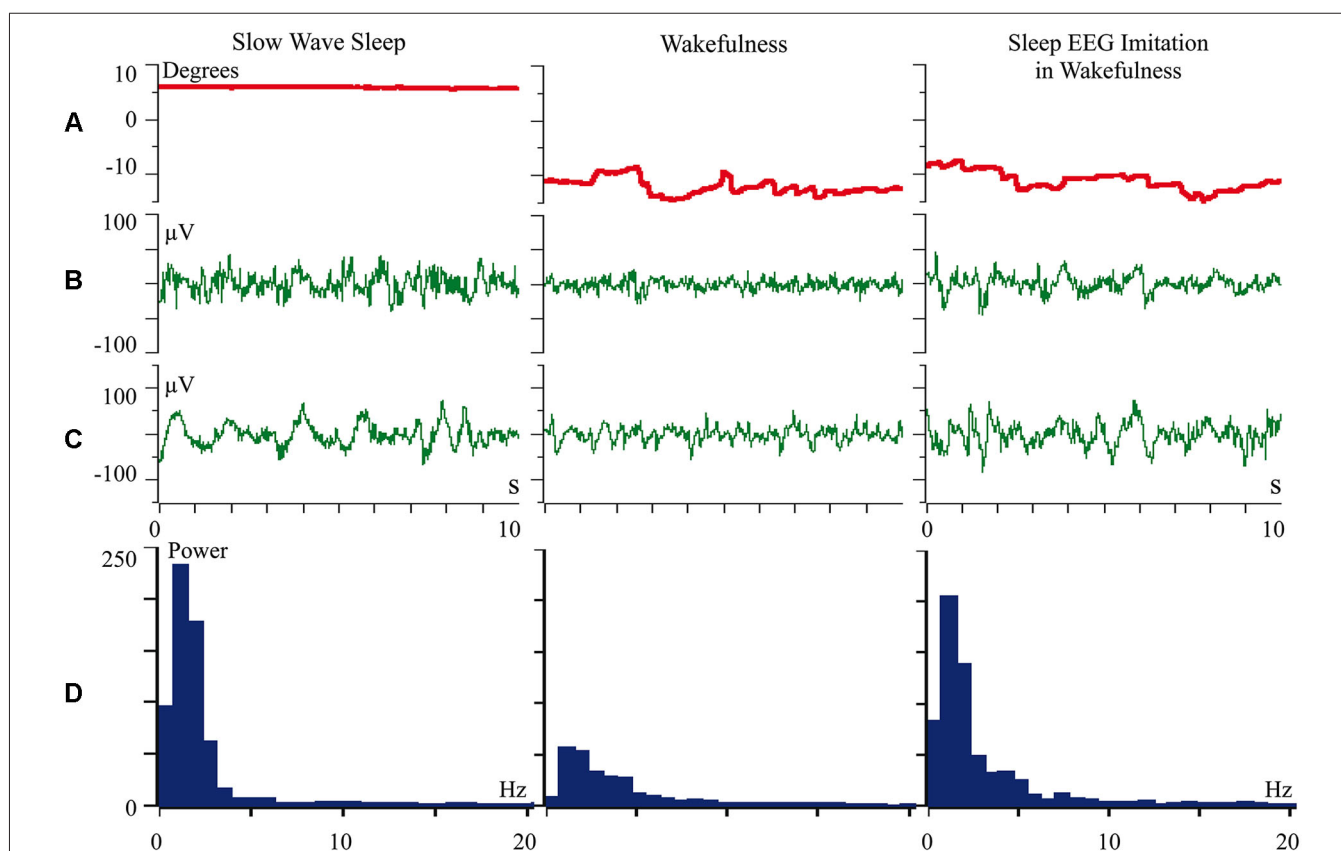 Slow Wave Sleep
Wakefulness
Sleep EEG Imitation
in Wakefulness
A
10
Degrees
0
-10
B
100
µV
-100
C
µV
100
-100
s
s
0
10
0
10
D
250
Power
0
Hz
Hz
0
10
20
0
10
20